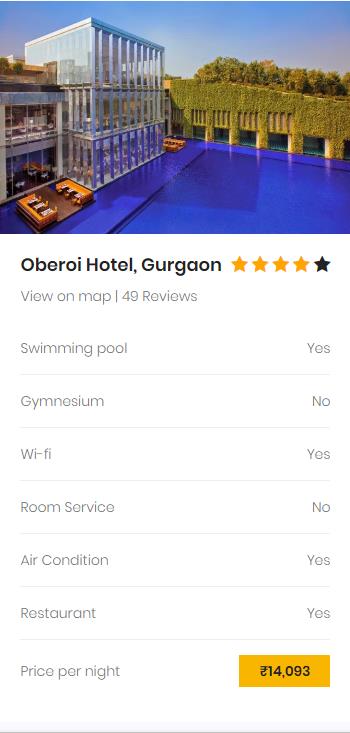 Oberoi Hotel, Gurgaon
View on map | 49 Reviews
Swimming pool Yes
Gymnesium No
Wi-fi Yes
Room Service No
Air Condition Yes
Restaurant Yes
Price per night ₹14,093